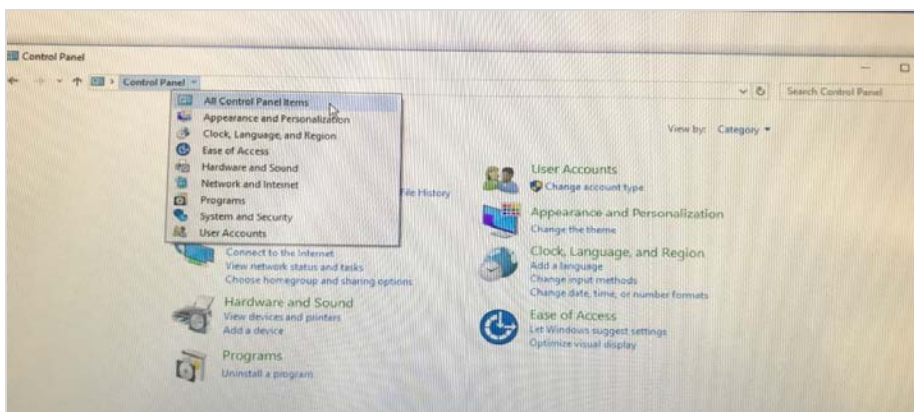 Control Panel
Control Panel
Search Control Panel
All Control Panel Items
Appearance and Personalization
Clock, Language, and Region
Ease of Access
Hardware and Sound
Network and Internet
Programs
System and Security
User Accounts
View by: Category
File History
Connect to the Internet
View network status and tasks
Choose homegroup and sharing options
Hardware and Sound
View devices and printers
Add a device
Programs
Uninstall a program
User Accounts
Change account type
Appearance and Personalization
Change the theme
Clock, Language, and Region
Add a language
Change input methods
Change date, time, or number formats
Ease of Access
Let Windows suggest settings
Optimize visual display